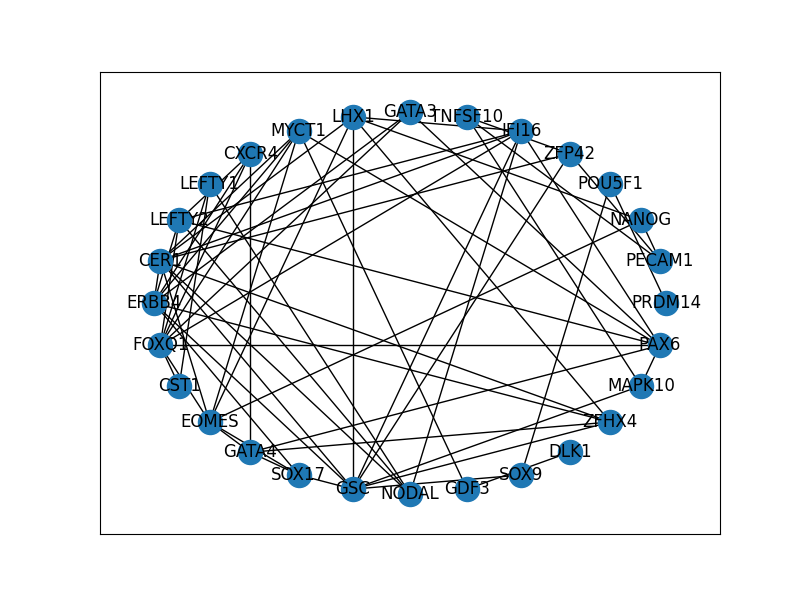 GATA3
LHX1
TNFSF10
MYCT1
IFI16
CXCR4
ZFP42
LEFTY1
POU5F1
LEFTY2
NANOG
CER1
PECAM1
ERBB4
PRDM14
FOXQ1
PAX6
CST1
MAPK10
EOMES
ZFHX4
GATA4
DLK1
SOX17
SOX9
GSC
GDF3
NODAL